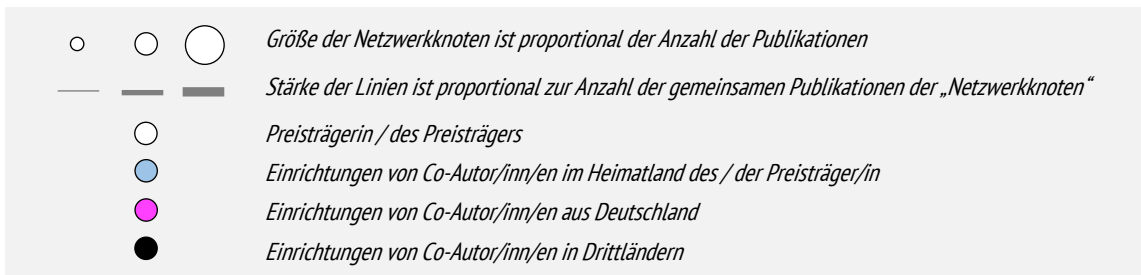 Größe der Netzwerkknoten ist proportional der Anzahl der Publikationen
Stärke der Linien ist proportional zur Anzahl der gemeinsamen Publikationen der „Netzwerkknoten“
Preisträgerin / des Preisträgers
Einrichtungen von Co-Autor/inn/en im Heimatland des / der Preisträger/in
Einrichtungen von Co-Autor/inn/en aus Deutschland
Einrichtungen von Co-Autor/inn/en in Drittländern